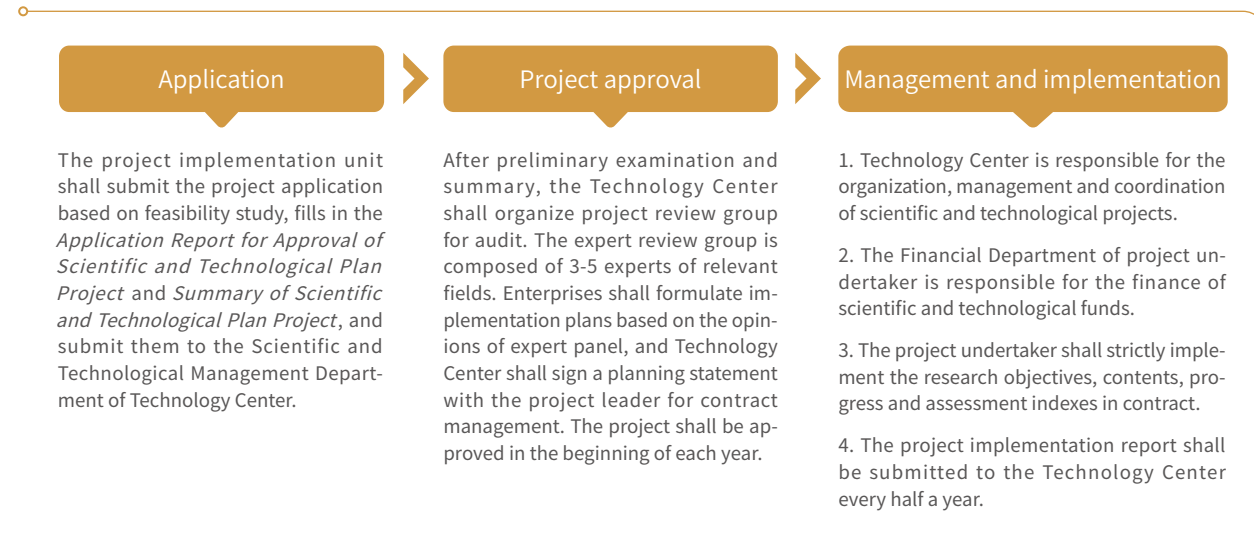 Application
The project implementation unit
shall submit the project application
based on feasibility study, fills in the
Application Report for Approval of
Scientific and Technological Plan
Project and Summary of Scientific
and Technological Plan Project, and
submit them to the Scientific and
Technological Management Depart-
ment of Technology Center.
Project approval
After preliminary examination and
summary, the Technology Center
shall organize project review group
for audit. The expert review group is
composed of 3-5 experts of relevant
fields. Enterprises shall formulate im-
plementation plans based on the opin-
ions of expert panel, and Technology
Center shall sign a planning statement
with the project leader for contract
management. The project shall be ap-
proved in the beginning of each year.
Management and implementation
1. Technology Center is responsible for the
organization, management and coordination
of scientific and technological projects.
2. The Financial Department of project un-
dertaker is responsible for the finance of
scientific and technological funds.
3. The project undertaker shall strictly imple-
ment the research objectives, contents, pro-
gress and assessment indexes in contract.
4. The project implementation report shall
be submitted to the Technology Center
every half a year.